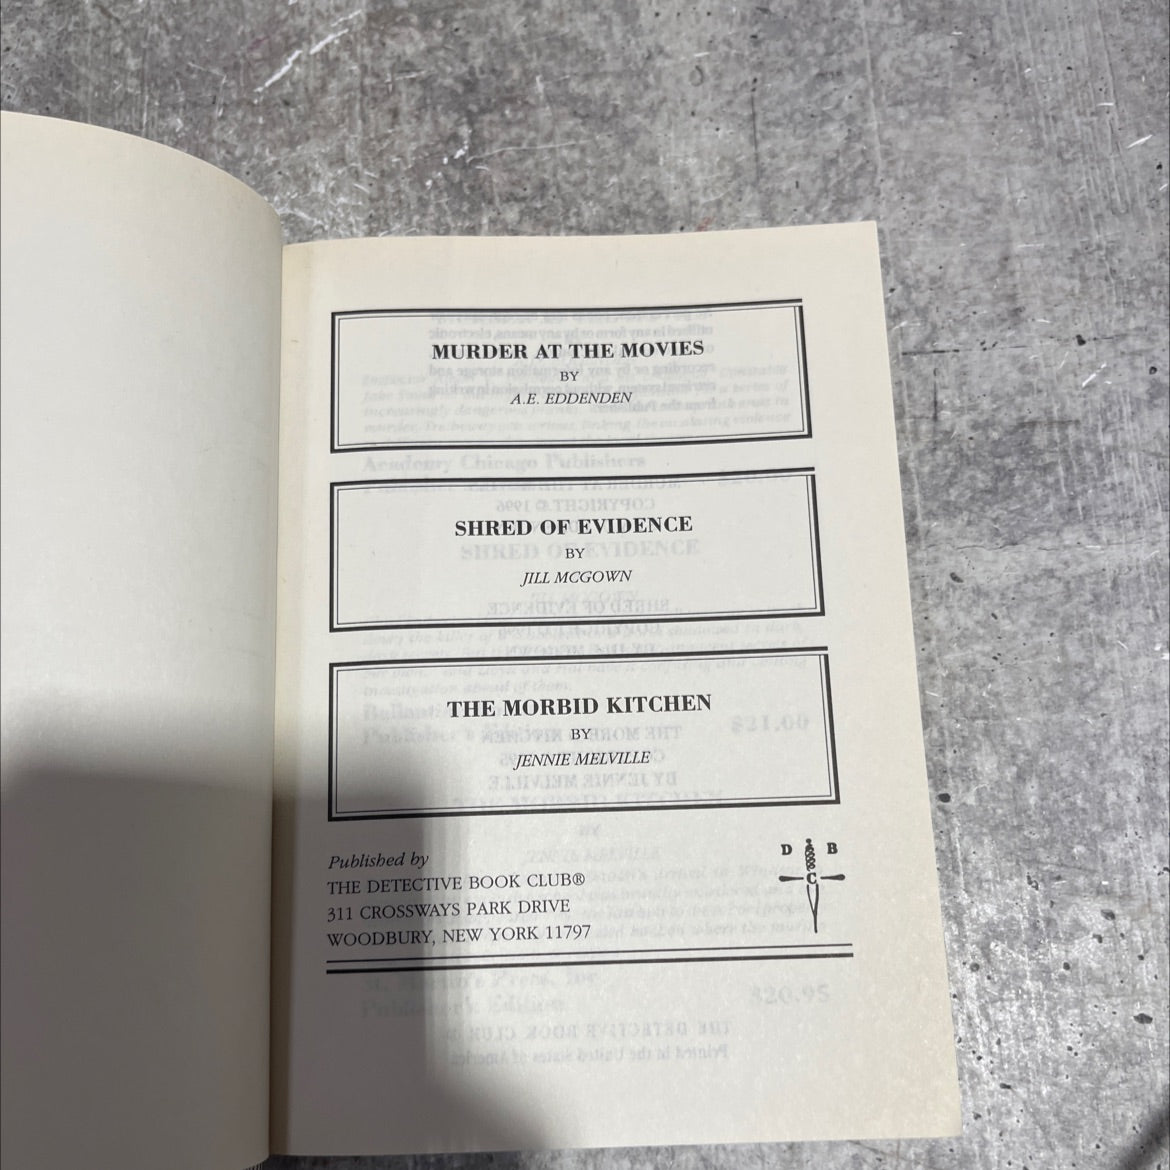 MURDER AT THE MOVIES
BY
A.E. EDDENDEN
SHRED OF EVIDENCE
BY
JILL MCGOWN
THE MORBID KITCHEN
BY
JENNIE MELVILLE
Published by
THE DETECTIVE BOOK CLUB®
311 CROSSWAYS PARK DRIVE
WOODBURY, NEW YORK 11797
D B
C